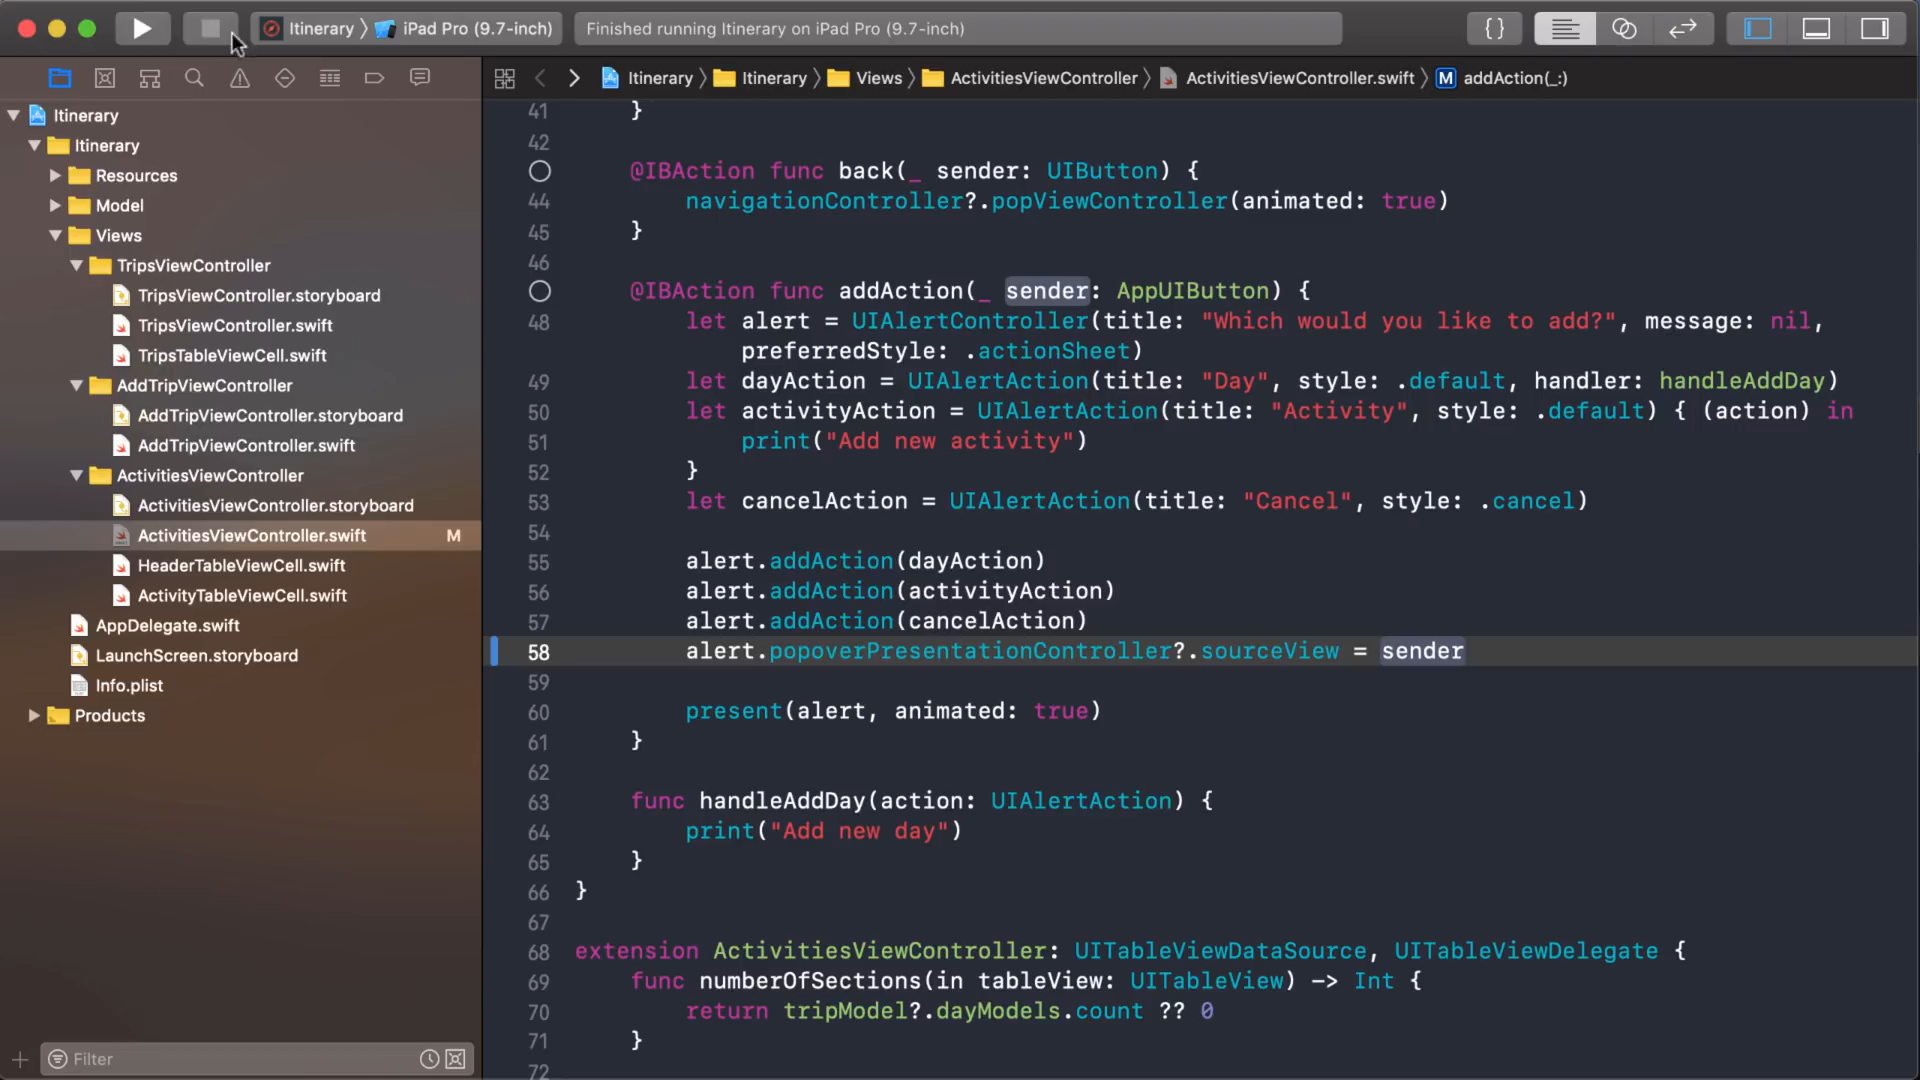 Itinerary 〉 iPad Pro (9.7-inch)
Finished running Itinerary on iPad Pro (9.7-inch)
{ }
Itinerary 〉 Itinerary 〉 Views 〉 ActivitiesViewController 〉 ActivitiesViewController.swift 〉 M addAction(_:)
Itinerary
Itinerary
Resources
Model
Views
TripsViewController
TripsViewController.storyboard
TripsViewController.swift
TripsTableViewCell.swift
AddTripViewController
AddTripViewController.storyboard
AddTripViewController.swift
ActivitiesViewController
ActivitiesViewController.storyboard
ActivitiesViewController.swift M
HeaderTableViewCell.swift
ActivityTableViewCell.swift
AppDelegate.swift
LaunchScreen.storyboard
Info.plist
Products
Filter
41 }
42
@IBAction func back(_ sender: UIButton) {
44 navigationController?.popViewController(animated: true)
45 }
46
@IBAction func addAction(_ sender: AppUIButton) {
48 let alert = UIAlertController(title: "Which would you like to add?", message: nil,
preferredStyle: .actionSheet)
49 let dayAction = UIAlertAction(title: "Day", style: .default, handler: handleAddDay)
50 let activityAction = UIAlertAction(title: "Activity", style: .default) { (action) in
51 print("Add new activity")
52 }
53 let cancelAction = UIAlertAction(title: "Cancel", style: .cancel)
54
55 alert.addAction(dayAction)
56 alert.addAction(activityAction)
57 alert.addAction(cancelAction)
58 alert.popoverPresentationController?.sourceView = sender
59
60 present(alert, animated: true)
61 }
62
63 func handleAddDay(action: UIAlertAction) {
64 print("Add new day")
65 }
66 }
67
68 extension ActivitiesViewController: UITableViewDataSource, UITableViewDelegate {
69 func numberOfSections(in tableView: UITableView) -> Int {
70 return tripModel?.dayModels.count ?? 0
71 }
72